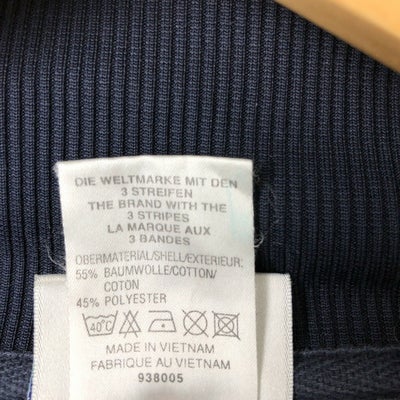 DIE WELTMARKE MIT DEN
3 STREIFEN
THE BRAND WITH THE
3 STRIPES
LA MARQUE AUX
3 BANDES
OBERMATERIAL/SHELL/EXTERIEUR:
55% BAUMWOLLE/COTTON/
COTON
45% POLYESTER
40°C
MADE IN VIETNAM
FABRIQUE AU VIETNAM
938005